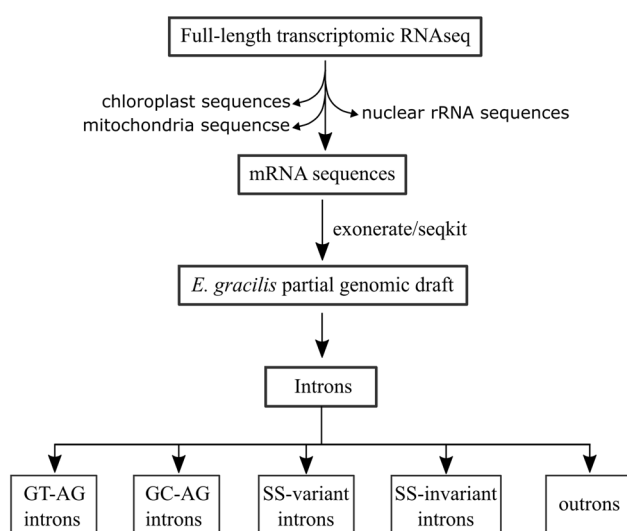 Full-length transcriptomic RNAseq
chloroplast sequences
mitochondria sequencse
nuclear rRNA sequences
mRNA sequences
exonerate/seqkit
E. gracilis partial genomic draft
Introns
GT-AG
introns
GC-AG
introns
SS-variant
introns
SS-invariant
introns
outrons